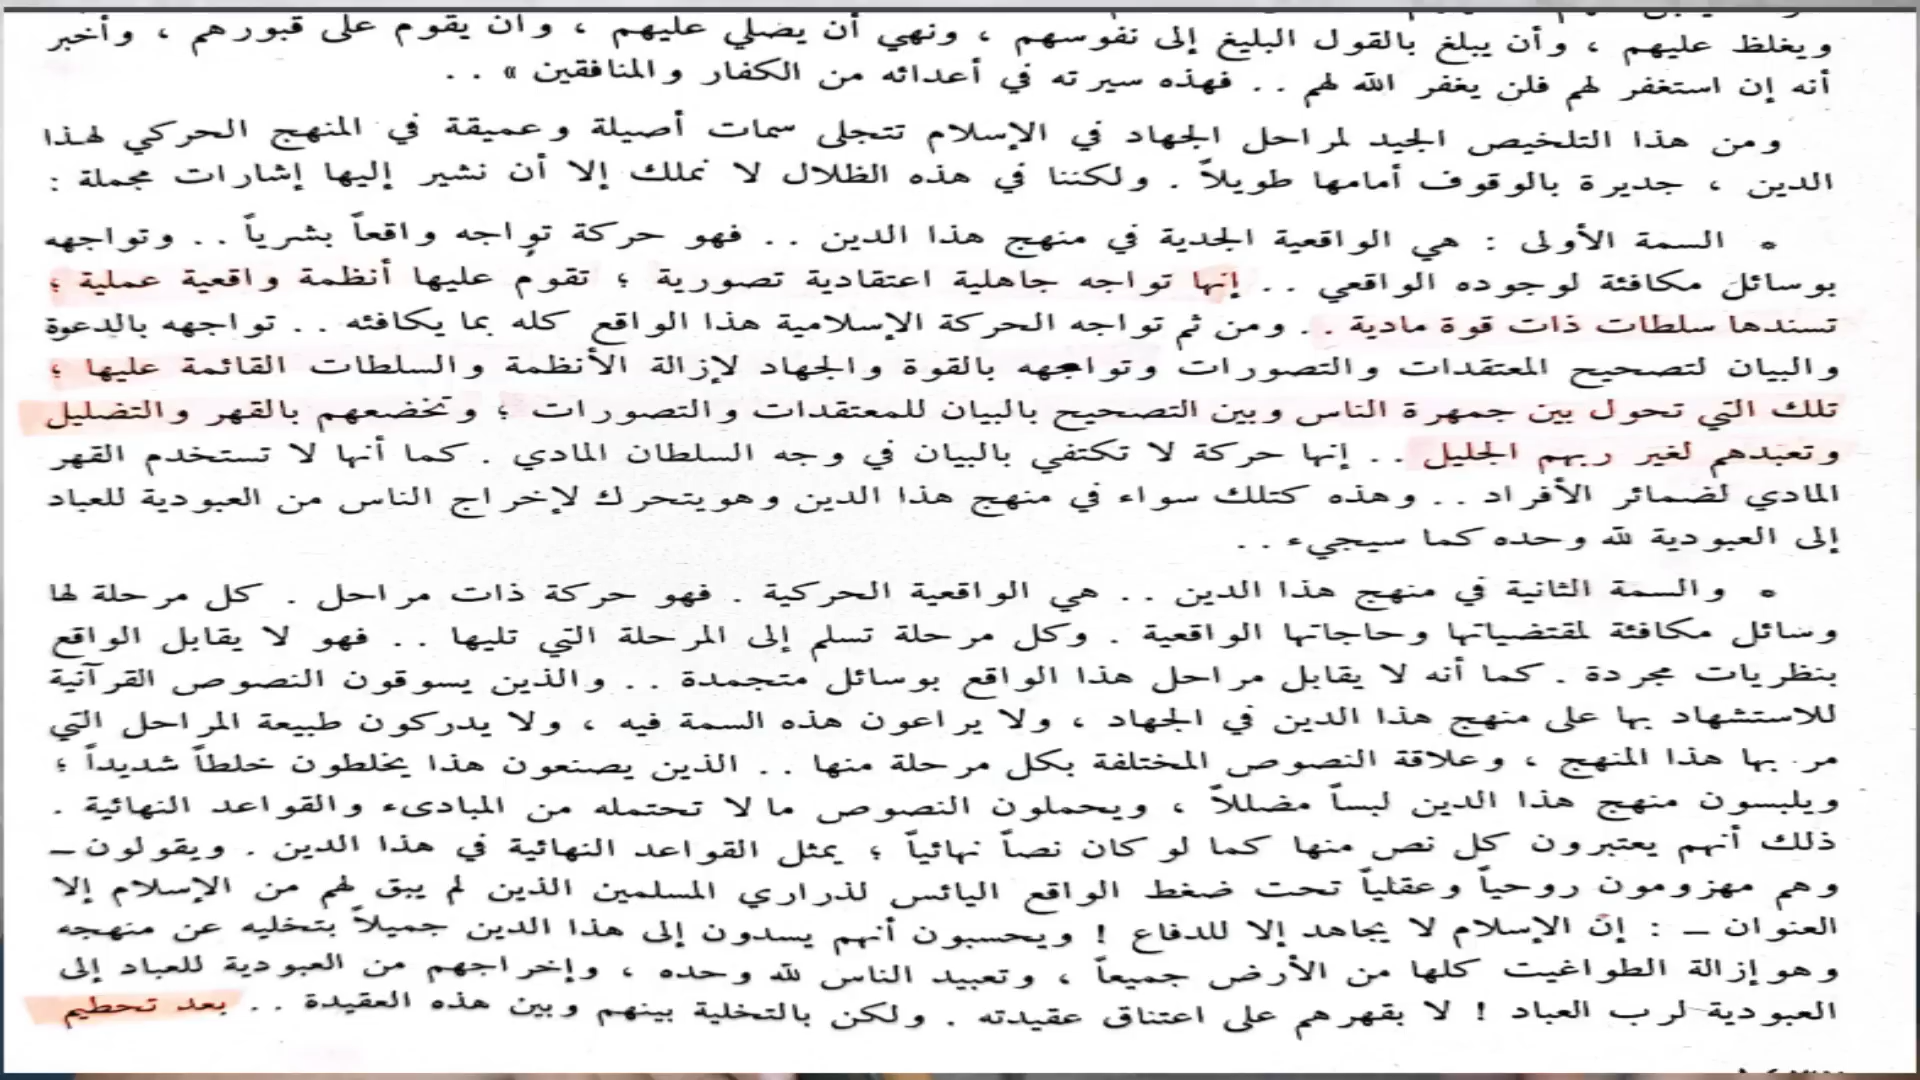 ويغلظ عليهم ، وأن يبلغ بالقول البليغ إلى نفوسهم ، ونهي أن يصلي عليهم ، وأن يقوم على قبورهم ، وأخبر
أنه إن استغفر لهم فلن يغفر الله لهم . . فهذه سيرته في أعدائه من الكفار والمنافقين » . .
ومن هذا التلخيص الجيد لمراحل الجهاد في الإسلام تتجلى سمات أصيلة وعميقة في المنهج الحركي لهذا
الدين ، جديرة بالوقوف أمامها طويلاً . ولكننا في هذه الظلال لا نملك إلا أن نشير إليها إشارات مجملة :
• السمة الأولى : هي الواقعية الجدية في منهج هذا الدين . . فهو حركة تواجه واقعاً بشرياً . . وتواجهه
بوسائل مكافئة لوجوده الواقعي . . إنها تواجه جاهلية اعتقادية تصورية ؛ تقوم عليها أنظمة واقعية عملية ؛
تسندها سلطات ذات قوة مادية . . ومن ثم تواجه الحركة الإسلامية هذا الواقع كله بما يكافئه . . تواجهه بالدعوة
والبيان لتصحيح المعتقدات والتصورات وتواجهه بالقوة والجهاد لإزالة الأنظمة والسلطات القائمة عليها ؛
تلك التي تحول بين جمهرة الناس وبين التصحيح بالبيان للمعتقدات والتصورات ؛ وتخضعهم بالقهر والتضليل
وتعبدهم لغير ربهم الجليل . . إنها حركة لا تكتفي بالبيان في وجه السلطان المادي . كما أنها لا تستخدم القهر
المادي لضمائر الأفراد . . وهذه كتلك سواء في منهج هذا الدين وهو يتحرك لإخراج الناس من العبودية للعباد
إلى العبودية لله وحده كما سيجيء . .
• والسمة الثانية في منهج هذا الدين . . هي الواقعية الحركية . فهو حركة ذات مراحل . كل مرحلة لها
وسائل مكافئة لمقتضياتها وحاجاتها الواقعية . وكل مرحلة تسلم إلى المرحلة التي تليها . . فهو لا يقابل الواقع
بنظريات مجردة . كما أنه لا يقابل مراحل هذا الواقع بوسائل متجمدة . . والذين يسوقون النصوص القرآنية
للاستشهاد بها على منهج هذا الدين في الجهاد ، ولا يراعون هذه السمة فيه ، ولا يدركون طبيعة المراحل التي
مر بها هذا المنهج ، وعلاقة النصوص المختلفة بكل مرحلة منها . . الذين يصنعون هذا يخلطون خلطاً شديداً ؛
ويلبسون منهج هذا الدين لبساً مضللاً ، ويحملون النصوص ما لا تحتمله من المبادىء والقواعد النهائية .
ذلك أنهم يعتبرون كل نص منها كما لو كان نصاً نهائياً ؛ يمثل القواعد النهائية في هذا الدين . ويقولون –
وهم مهزومون روحياً وعقلياً تحت ضغط الواقع اليائس لذراري المسلمين الذين لم يبق لهم من الإسلام إلا
العنوان – : إن الإسلام لا يجاهد إلا للدفاع ! ويحسبون أنهم يسدون إلى هذا الدين جميلاً بتخليه عن منهجه
وهو إزالة الطواغيت كلها من الأرض جميعاً ، وتعبيد الناس لله وحده ، وإخراجهم من العبودية للعباد إلى
العبودية لرب العباد ! لا بقهرهم على اعتناق عقيدته . ولكن بالتخلية بينهم وبين هذه العقيدة . . بعد تحطيم